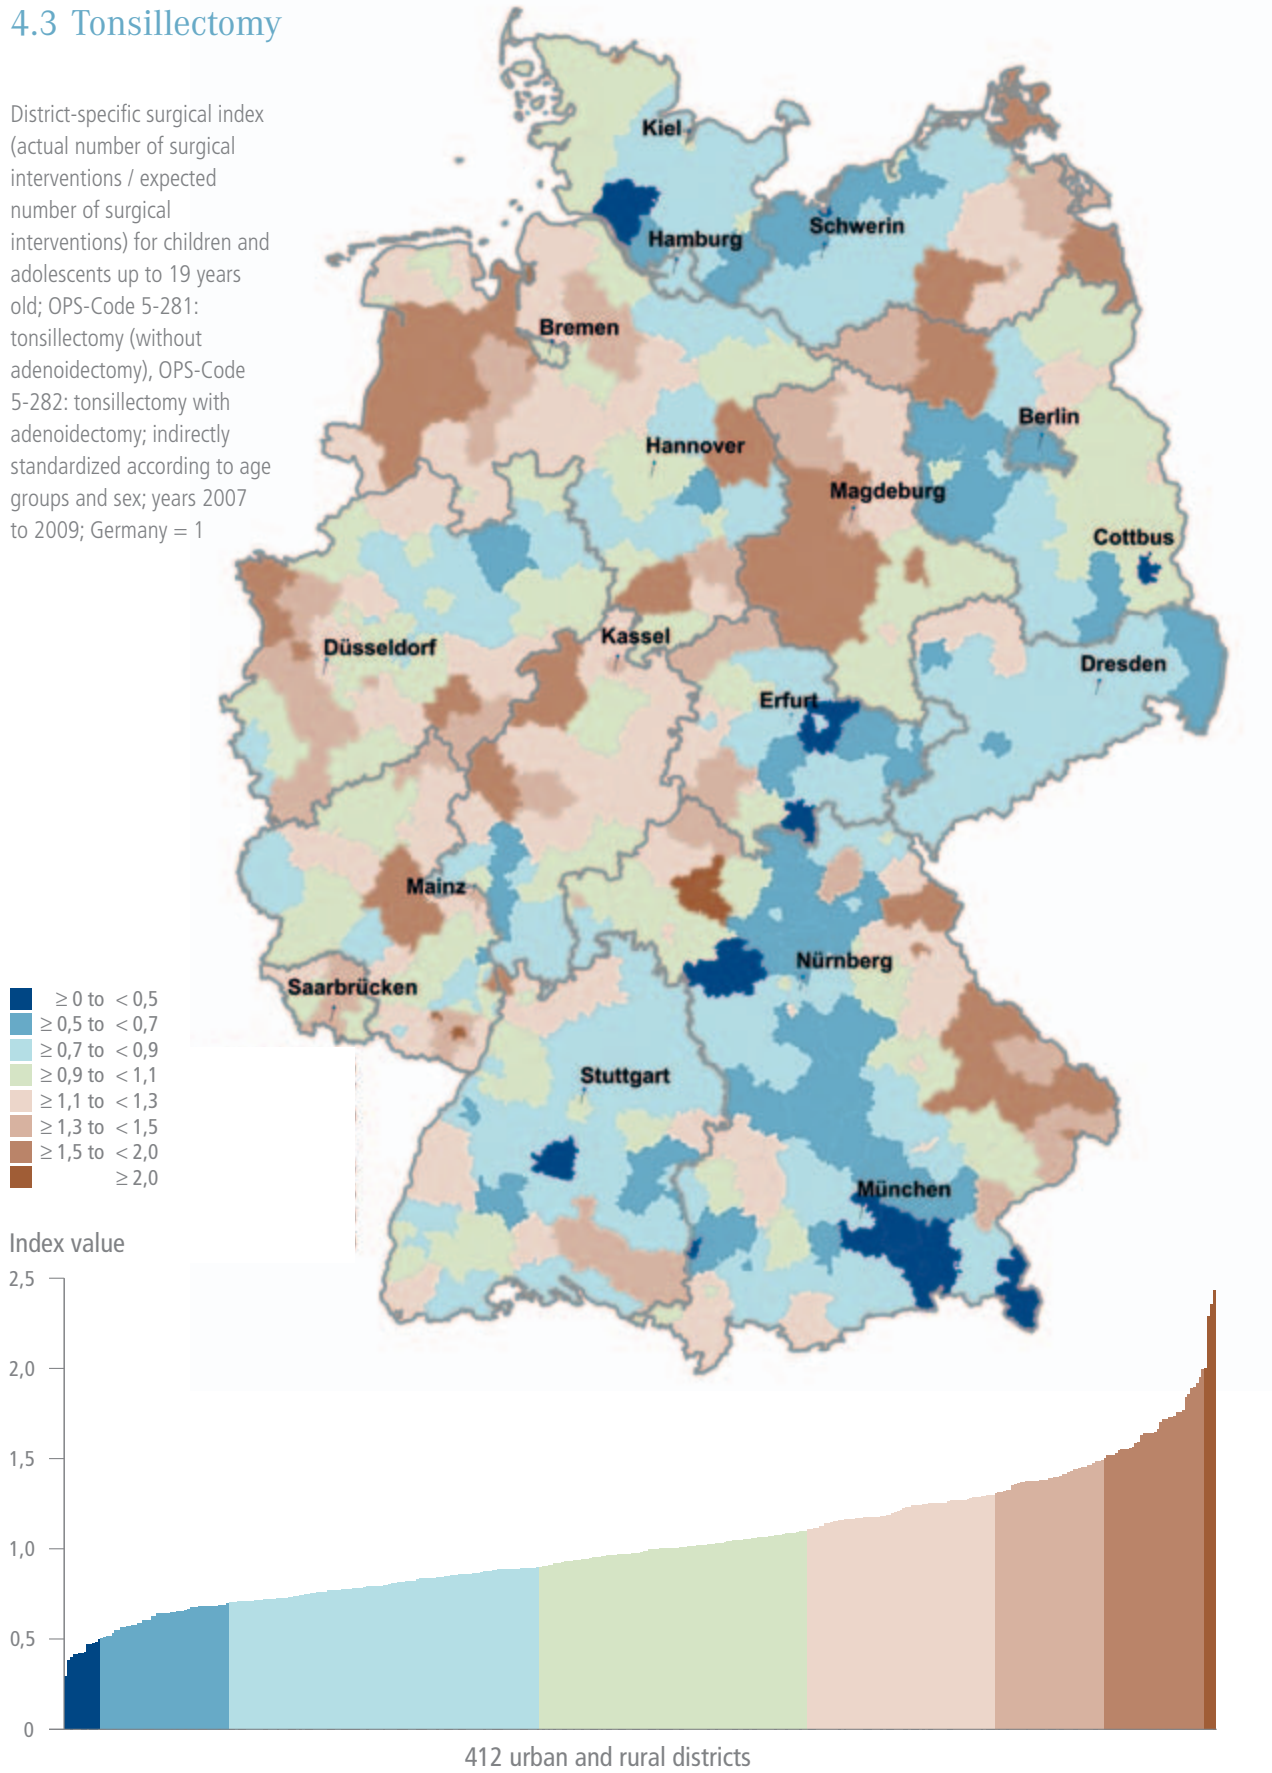 4.3 Tonsillectomy
District-specific surgical index
(actual number of surgical
interventions / expected
number of surgical
interventions) for children and
adolescents up to 19 years
old; OPS-Code 5-281:
tonsillectomy (without
adenoidectomy), OPS-Code
5-282: tonsillectomy with
adenoidectomy; indirectly
standardized according to age
groups and sex; years 2007
to 2009; Germany = 1
Kiel
Schwerin
Hamburg
Bremen
Berlin
Hannover
Magdeburg
Cottbus
Kassel
Düsseldorf
Dresden
Erfurt
Mainz
Nürnberg
Saarbrücken
Stuttgart
München
≥ 0 to < 0,5
≥ 0,5 to < 0,7
≥ 0,7 to < 0,9
≥ 0,9 to < 1,1
≥ 1,1 to < 1,3
≥ 1,3 to < 1,5
≥ 1,5 to < 2,0
≥ 2,0
Index value
2,5
2,0
1,5
1,0
0,5
0
412 urban and rural districts